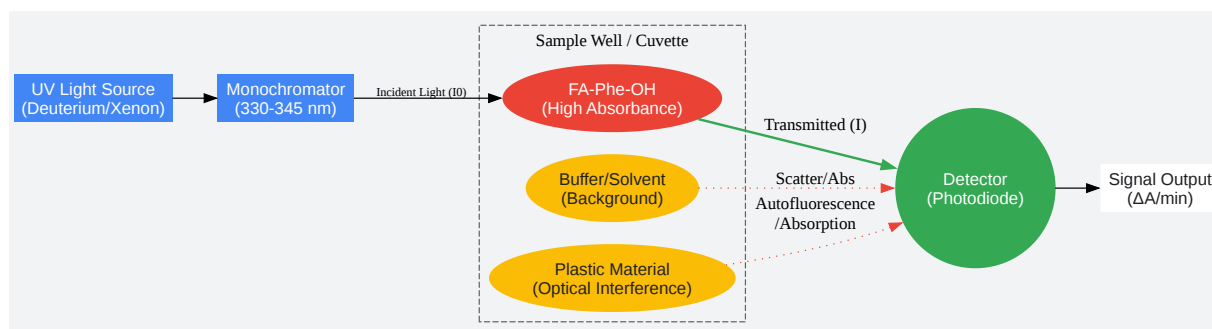 Sample Well / Cuvette
UV Light Source
(Deuterium/Xenon)
Monochromator
(330-345 nm)
Incident Light (I0)
FA-Phe-OH
(High Absorbance)
Transmitted (I)
Buffer/Solvent
(Background)
Scatter/Abs
Autofluorescence
/Absorption
Plastic Material
(Optical Interference)
Detector
(Photodiode)
Signal Output
(ΔA/min)